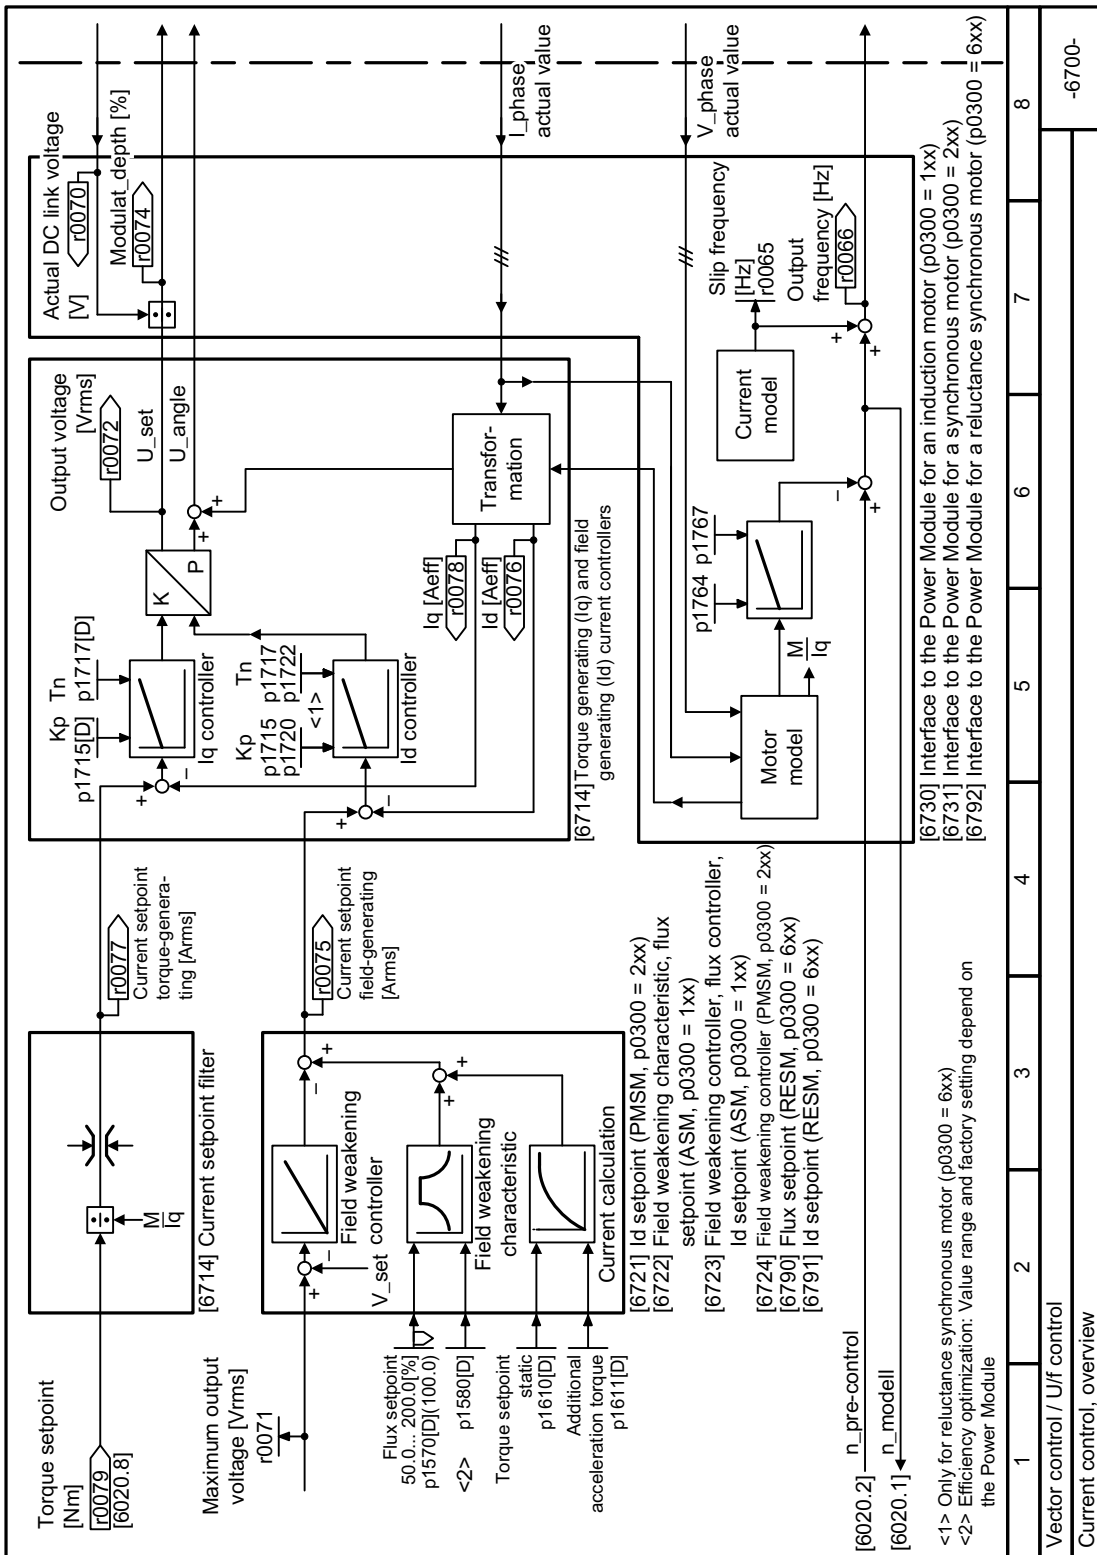 Torque setpoint
[Nm]
r0079
[6020.8]
M
Iq
[6714] Current setpoint filter
r0077
Current setpoint
torque-genera-
ting [Arms]
Maximum output
voltage [Vrms]
r0071
Flux setpoint
50.0... 200.0[%]
p1570[D](100.0)
<2> p1580[D]
Torque setpoint
static
p1610[D]
Additional
acceleration torque
p1611[D]
+
–
V_set
Field weakening
controller
Field weakening
characteristic
Current calculation
–
+
+
+
r0075
Current setpoint
field-generating
[Arms]
[6721] Id setpoint (PMSM, p0300 = 2xx)
[6722] Field weakening characteristic, flux
setpoint (ASM, p0300 = 1xx)
[6723] Field weakening controller, flux controller,
Id setpoint (ASM, p0300 = 1xx)
[6724] Field weakening controller (PMSM, p0300 = 2xx)
[6790] Flux setpoint (RESM, p0300 = 6xx)
[6791] Id setpoint (RESM, p0300 = 6xx)
Kp Tn
p1715[D] p1717[D]
+
–
Iq controller
Kp Tn
p1715 p1717
p1720 p1722
<1>
+
–
Id controller
K
P
Output voltage
[Vrms]
r0072
U_set
U_angle
+
+
Iq [Aeff]
r0078
Id [Aeff]
r0076
Transfor-
mation
[6714] Torque generating (Iq) and field
generating (Id) current controllers
Actual DC link voltage
[V]
r0070
Modulat_depth [%]
r0074
I_phase
actual value
V_phase
actual value
Motor
model
M
Iq
p1764 p1767
–
+
Current
model
Slip frequency
[Hz]
r0065
Output
frequency [Hz]
r0066
+
+
[6730] Interface to the Power Module for an induction motor (p0300 = 1xx)
[6731] Interface to the Power Module for a synchronous motor (p0300 = 2xx)
[6792] Interface to the Power Module for a reluctance synchronous motor (p0300 = 6xx)
n_pre-control
[6020.2]
n_modell
[6020.1]
<1> Only for reluctance synchronous motor (p0300 = 6xx)
<2> Efficiency optimization: Value range and factory setting depend on
the Power Module
1 2 3 4 5 6 7 8
Vector control / U/f control
Current control, overview
-6700-